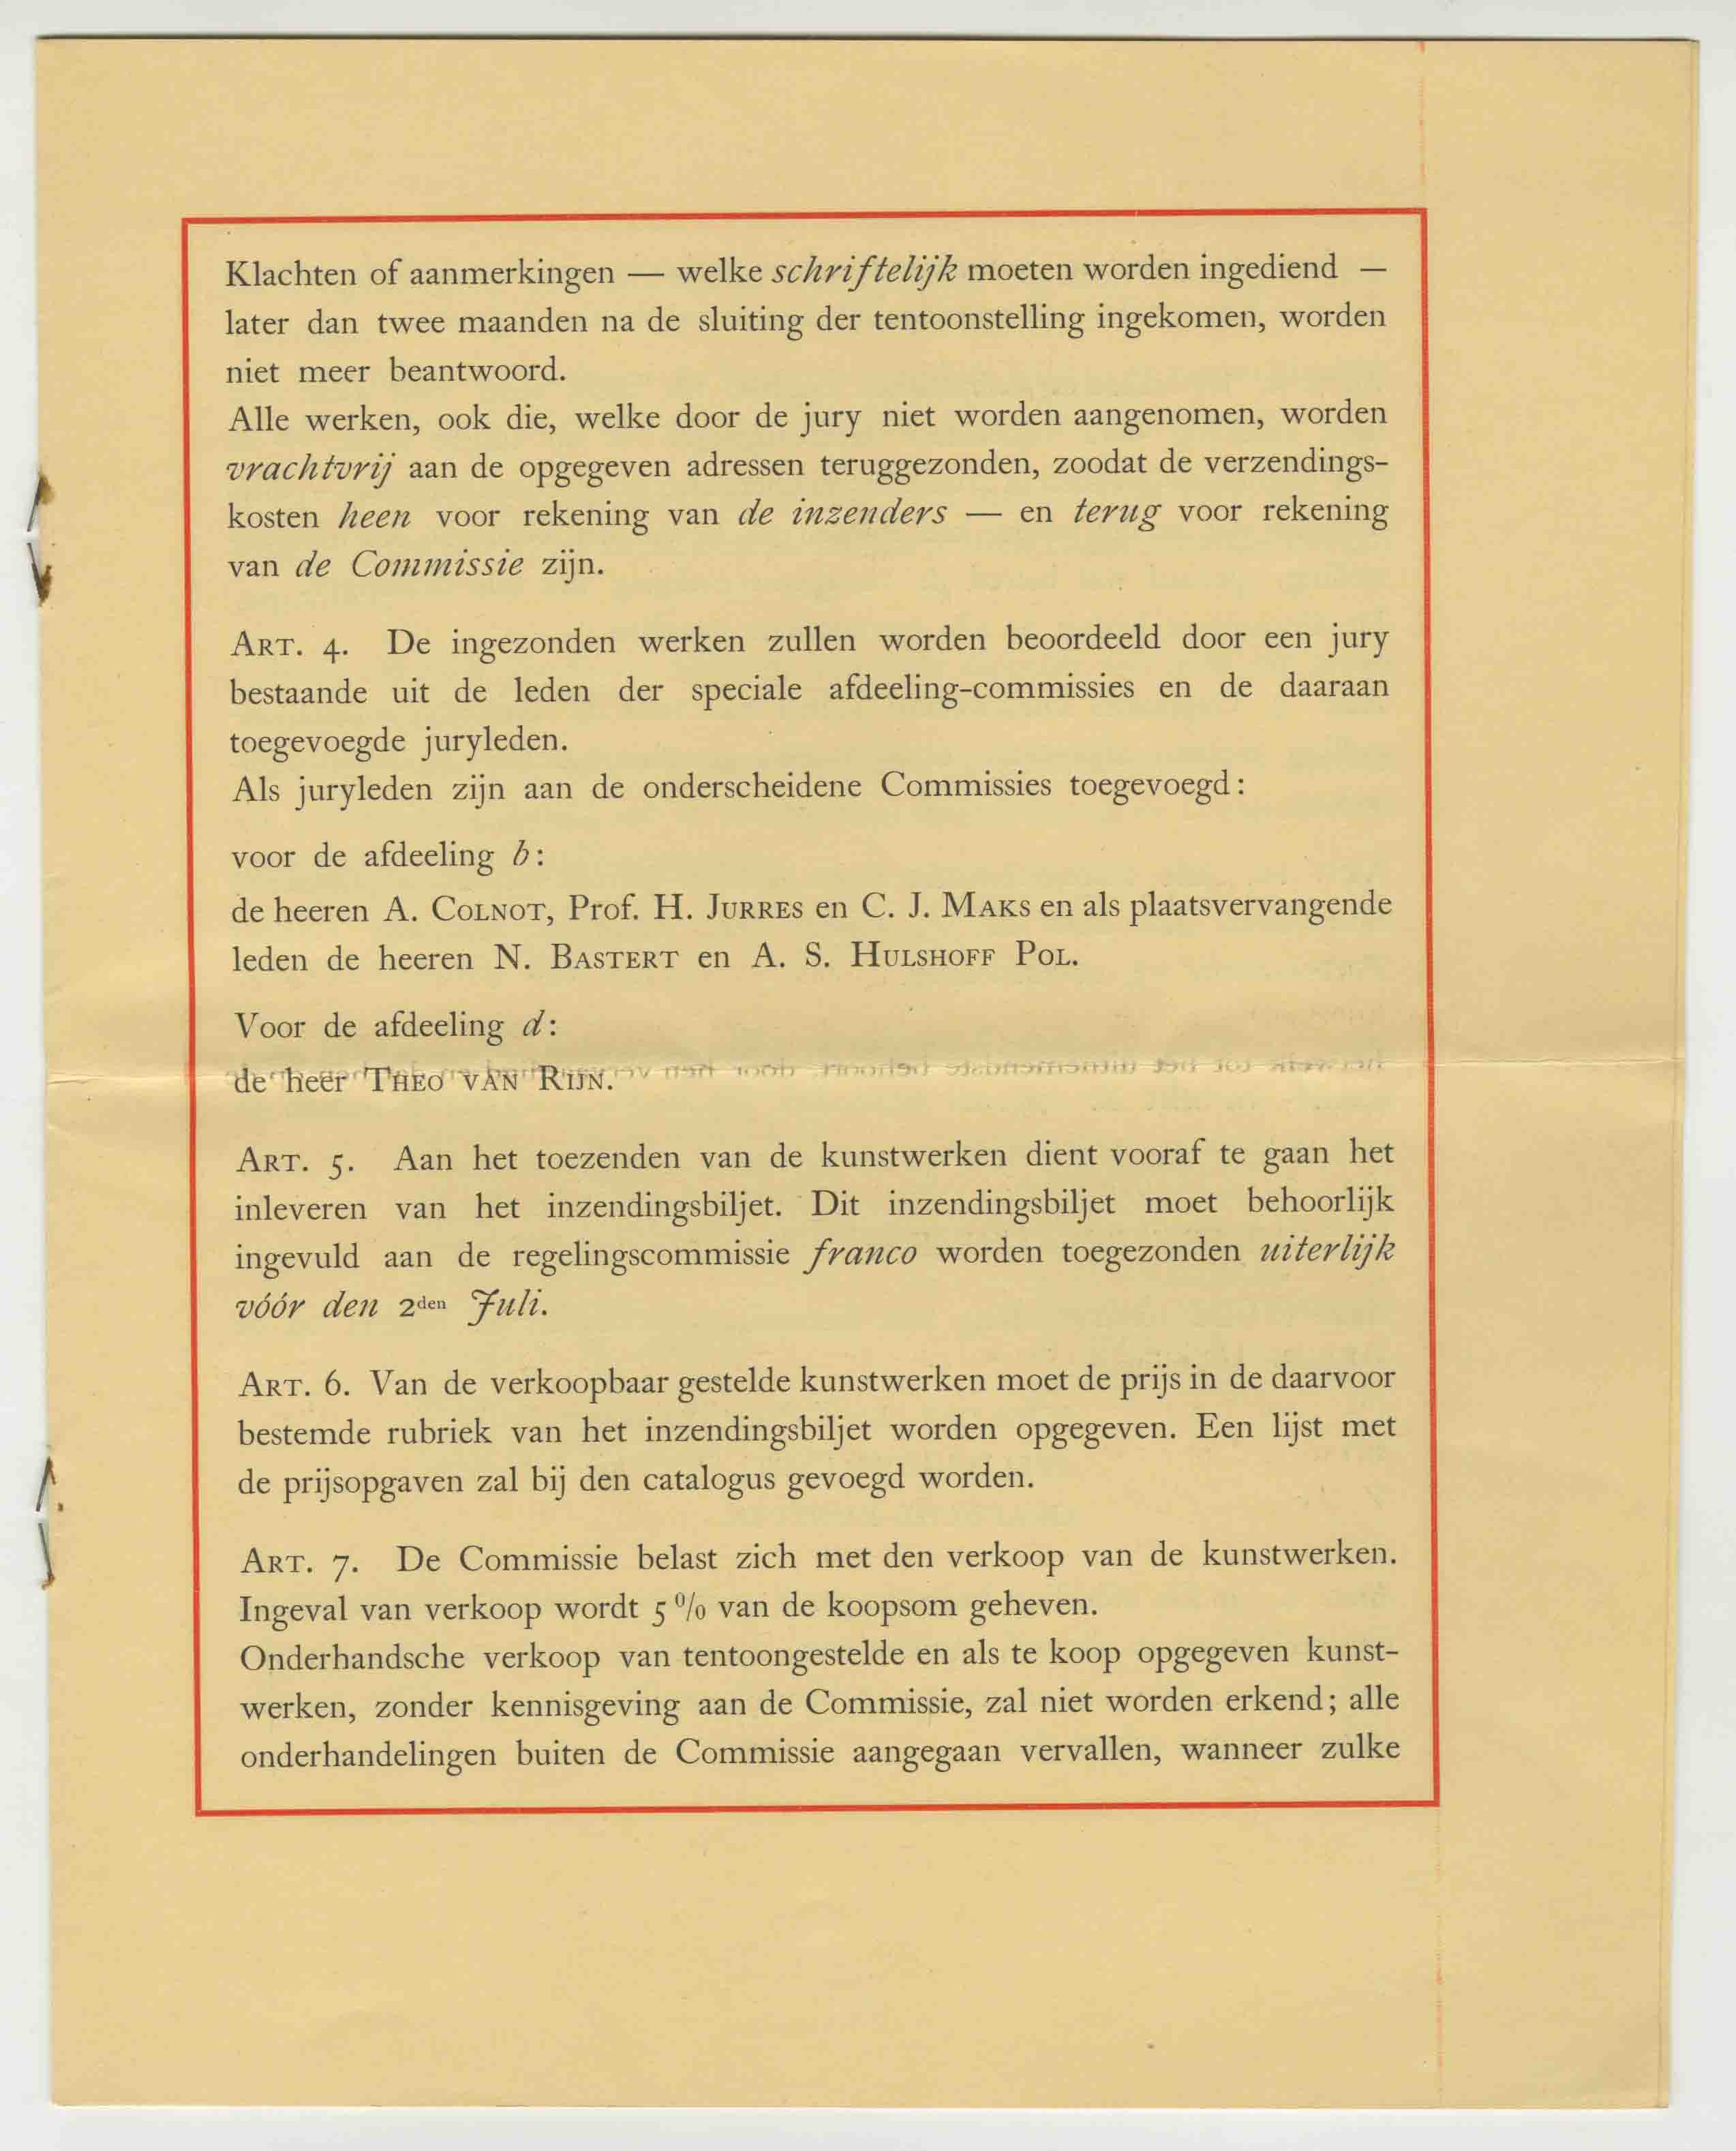 Klachten of aanmerkingen — welke schriftelijk moeten worden ingediend —
later dan twee maanden na de sluiting der tentoonstelling ingekomen, worden
niet meer beantwoord.
Alle werken, ook die, welke door de jury niet worden aangenomen, worden
vrachtvrij aan de opgegeven adressen teruggezonden, zoodat de verzendings-
kosten heen voor rekening van de inzenders — en terug voor rekening
van de Commissie zijn.
ART. 4. De ingezonden werken zullen worden beoordeeld door een jury
bestaande uit de leden der speciale afdeeling-commissies en de daaraan
toegevoegde juryleden.
Als juryleden zijn aan de onderscheidene Commissies toegevoegd:
voor de afdeeling b:
de heeren A. COLNOT, Prof. H. JURRES en C. J. MAKS en als plaatsvervangende
leden de heeren N. BASTERT en A. S. HULSHOFF POL.
Voor de afdeeling d:
de heer THEO VAN RIJN.
ART. 5. Aan het toezenden van de kunstwerken dient vooraf te gaan het
inleveren van het inzendingsbiljet. Dit inzendingsbiljet moet behoorlijk
ingevuld aan de regelingscommissie franco worden toegezonden uiterlijk
vóór den 2den Juli.
ART. 6. Van de verkoopbaar gestelde kunstwerken moet de prijs in de daarvoor
bestemde rubriek van het inzendingsbiljet worden opgegeven. Een lijst met
de prijsopgaven zal bij den catalogus gevoegd worden.
ART. 7. De Commissie belast zich met den verkoop van de kunstwerken.
Ingeval van verkoop wordt 5 % van de koopsom geheven.
Onderhandsche verkoop van tentoongestelde en als te koop opgegeven kunst-
werken, zonder kennisgeving aan de Commissie, zal niet worden erkend; alle
onderhandelingen buiten de Commissie aangegaan vervallen, wanneer zulke